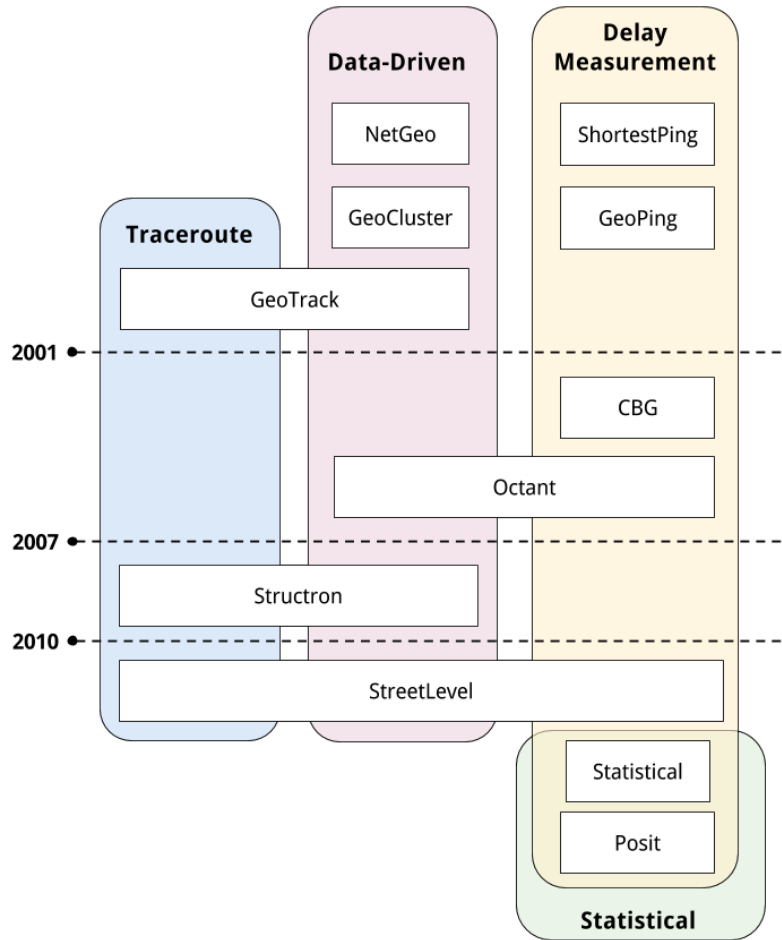 Data-Driven
Delay
Measurement
NetGeo
ShortestPing
GeoCluster
GeoPing
Traceroute
GeoTrack
2001
CBG
Octant
2007
Structron
2010
StreetLevel
Statistical
Posit
Statistical